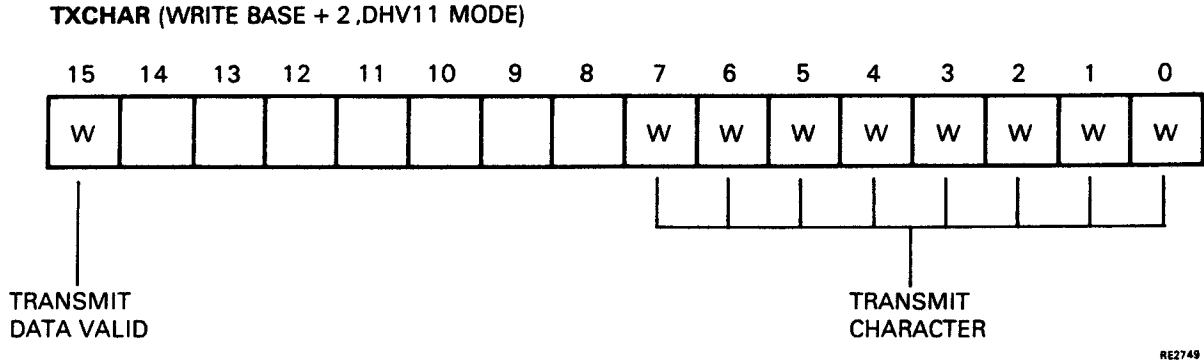 TXCHAR (WRITE BASE + 2 ,DHV11 MODE)
15 14 13 12 11 10 9 8 7 6 5 4 3 2 1 0
W W W W W W W W W
TRANSMIT
DATA VALID
TRANSMIT
CHARACTER
RE2749